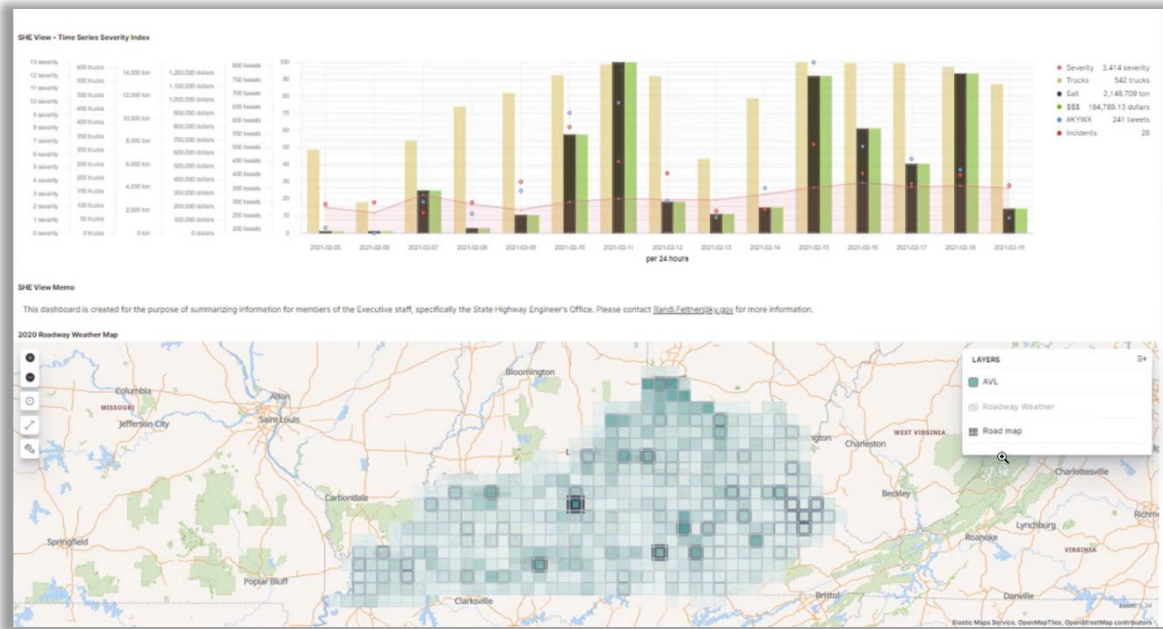 SHE View - Time Series Severity Index
13 severity
12 severity
11 severity
10 severity
9 severity
8 severity
7 severity
6 severity
5 severity
4 severity
3 severity
2 severity
1 severity
0 severity
600 trucks
500 trucks
400 trucks
300 trucks
200 trucks
150 trucks
100 trucks
50 trucks
0 trucks
14,000 ton
12,000 ton
10,000 ton
8,000 ton
6,000 ton
4,000 ton
2,000 ton
0 ton
1,200,000 dollars
1,100,000 dollars
1,000,000 dollars
900,000 dollars
800,000 dollars
700,000 dollars
600,000 dollars
500,000 dollars
400,000 dollars
300,000 dollars
200,000 dollars
100,000 dollars
0 dollars
800 tweets
750 tweets
700 tweets
650 tweets
600 tweets
550 tweets
500 tweets
450 tweets
400 tweets
350 tweets
300 tweets
250 tweets
200 tweets
100
90
80
70
60
50
40
30
20
10
0
2021-02-05 2021-02-06 2021-02-07 2021-02-08 2021-02-09 2021-02-10 2021-02-11 2021-02-12 2021-02-13 2021-02-14 2021-02-15 2021-02-16 2021-02-17 2021-02-18 2021-02-19
per 24 hours
Severity 3.414 severity
Trucks 542 trucks
Salt 2,148.709 ton
$$$ 184,789.13 dollars
#KYWX 241 tweets
Incidents 28
SHE View Memo
This dashboard is created for the purpose of summarizing information for members of the Executive staff, specifically the State Highway Engineer's Office. Please contact Randi.Feltner@ky.gov for more information.
2020 Roadway Weather Map
LAYERS
AVL
Roadway Weather
Road map
Bloomington
Columbia
Alton
MISSOURI
Saint Louis
Jefferson City
WEST VIRGINIA
Charleston
Charlottesville
Carbondale
Beckley
Lynchburg
Springfield
Roanoke
VIRGINIA
Poplar Bluff
Clarksville
Bristol
Danville
Elastic Maps Service, OpenMapTiles, OpenStreetMap contributors